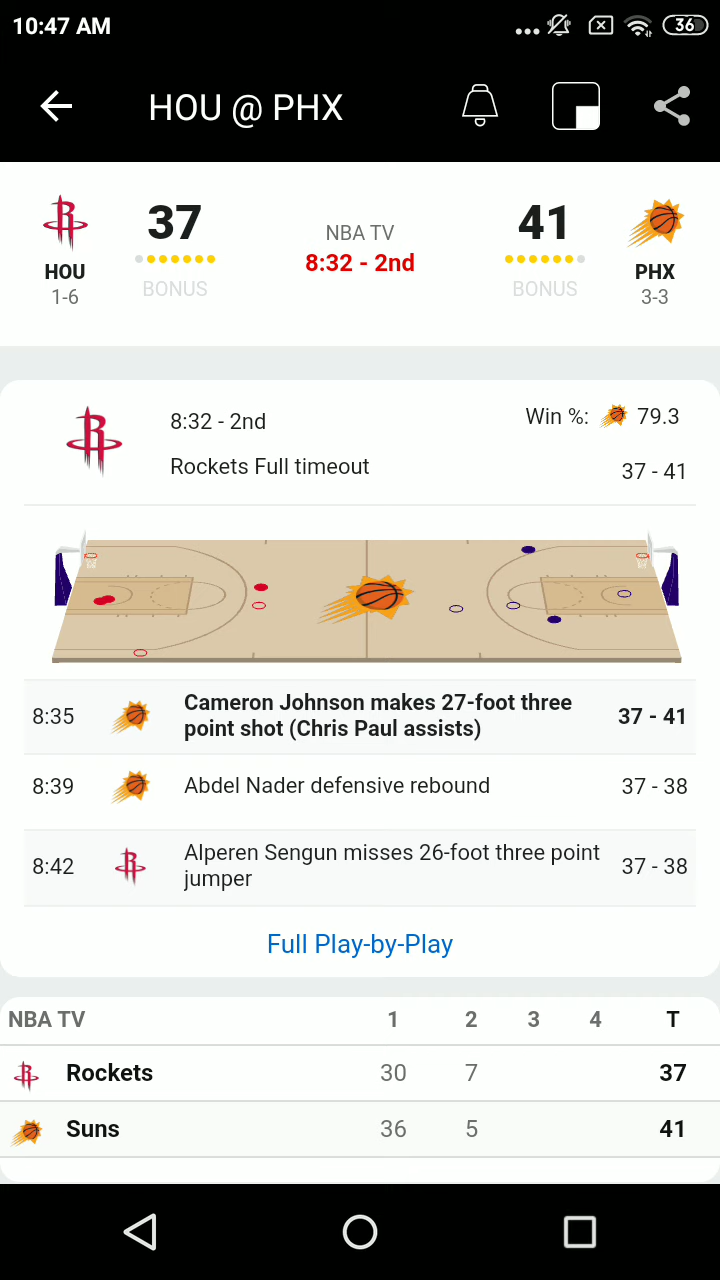 10:47 AM
36
HOU @ PHX
37
41
NBA TV
8:32 - 2nd
HOU
PHX
1-6
BONUS
BONUS
3-3
8:32 - 2nd
Win %: 79.3
Rockets Full timeout
37 - 41
8:35
Cameron Johnson makes 27-foot three
point shot (Chris Paul assists)
37 - 41
8:39
Abdel Nader defensive rebound
37 - 38
8:42
Alperen Sengun misses 26-foot three point
jumper
37 - 38
Full Play-by-Play
NBA TV 1 2 3 4 T
Rockets 30 7 37
Suns 36 5 41